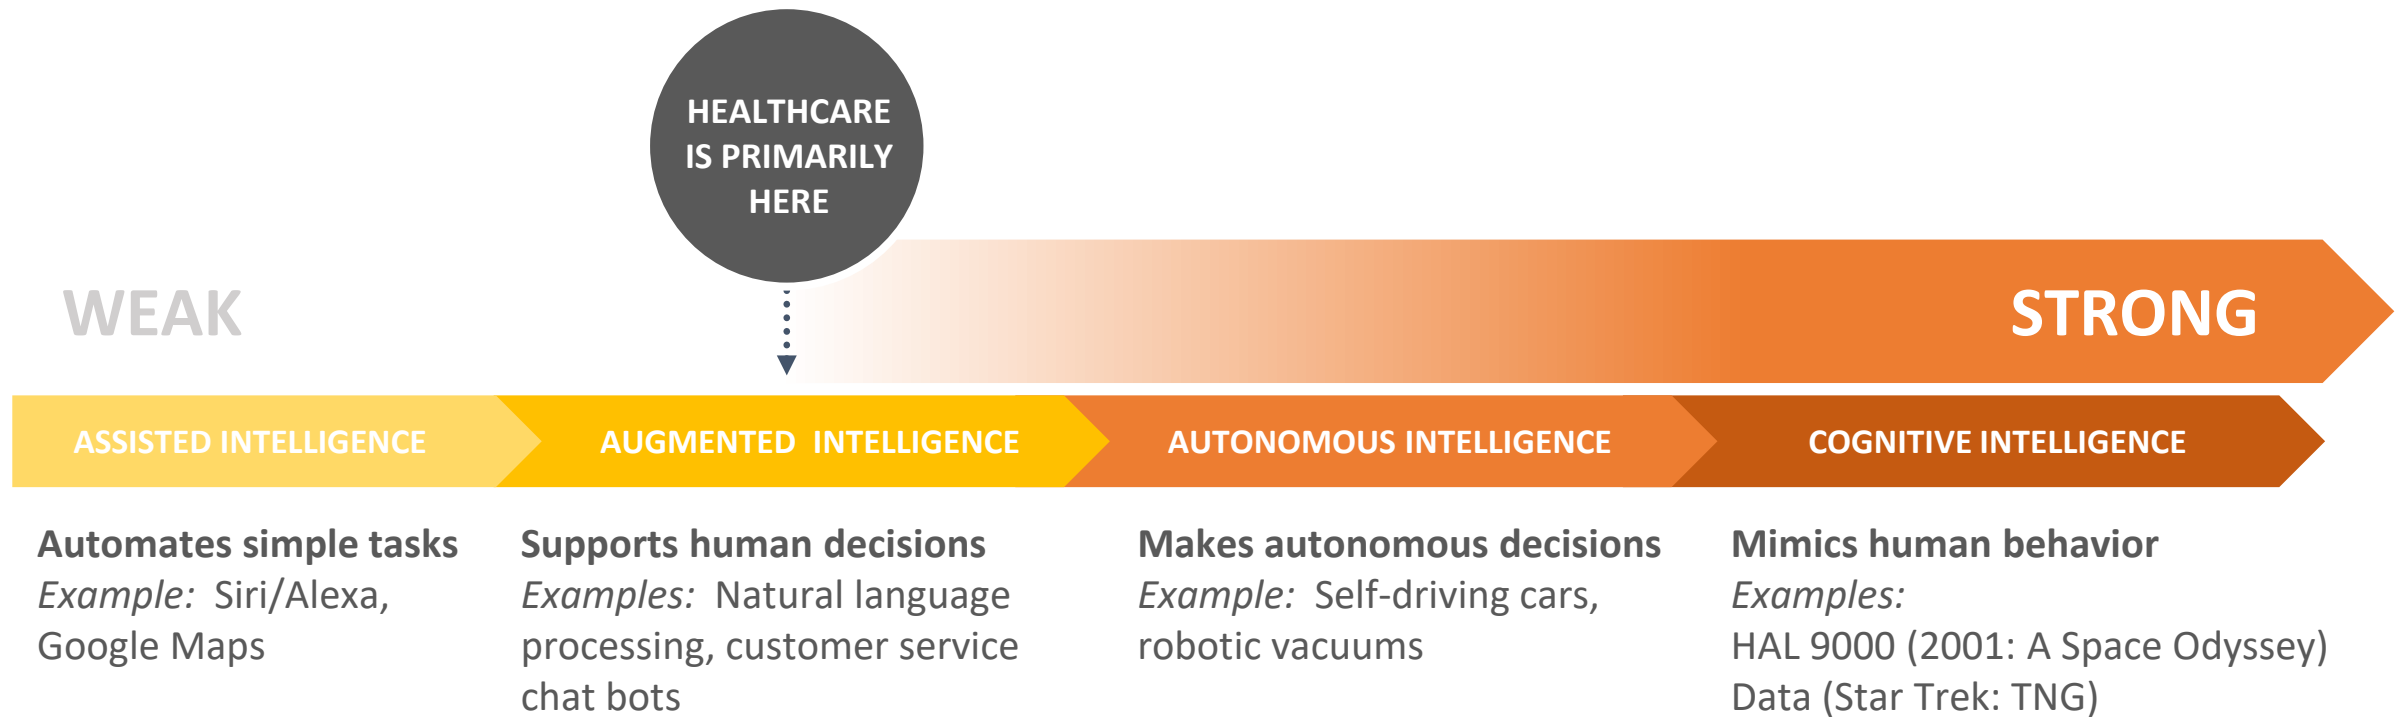 HEALTHCARE
IS PRIMARILY
HERE
WEAK
STRONG
ASSISTED INTELLIGENCE
AUGMENTED INTELLIGENCE
AUTONOMOUS INTELLIGENCE
COGNITIVE INTELLIGENCE
Automates simple tasks
Example: Siri/Alexa,
Google Maps
Supports human decisions
Examples: Natural language
processing, customer service
chat bots
Makes autonomous decisions
Example: Self-driving cars,
robotic vacuums
Mimics human behavior
Examples:
HAL 9000 (2001: A Space Odyssey)
Data (Star Trek: TNG)